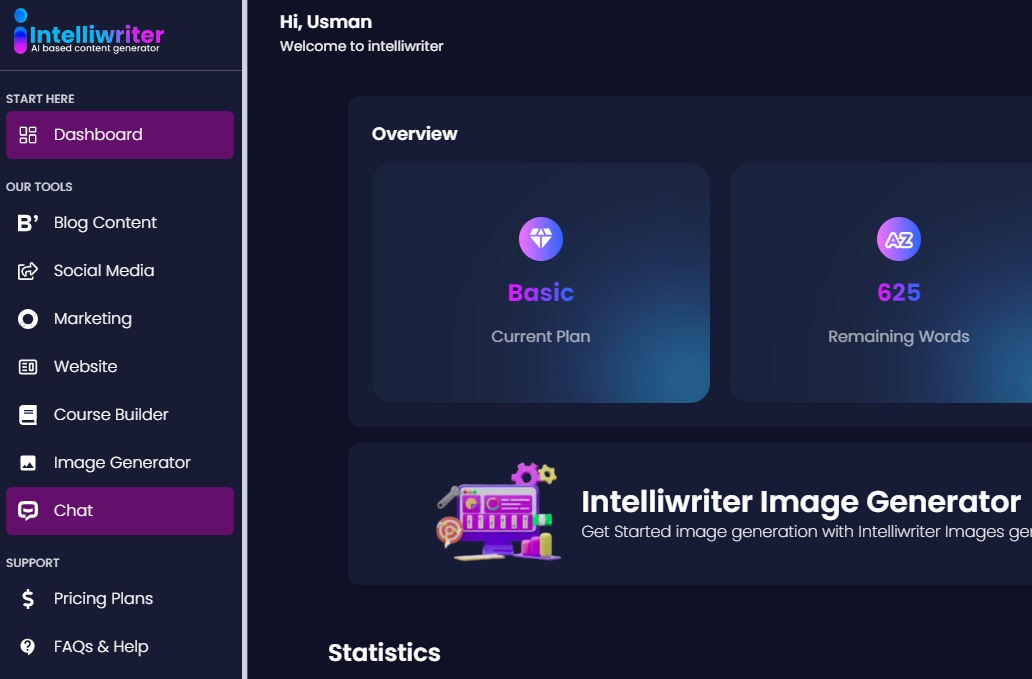 Intelliwriter
AI based content generator
START HERE
Dashboard
OUR TOOLS
B’ Blog Content
Social Media
Marketing
Website
Course Builder
Image Generator
Chat
SUPPORT
$ Pricing Plans
? FAQs & Help
Hi, Usman
Welcome to intelliwriter
Overview
Basic
Current Plan
AZ
625
Remaining Words
Intelliwriter Image Generator
Get Started image generation with Intelliwriter Images
Statistics